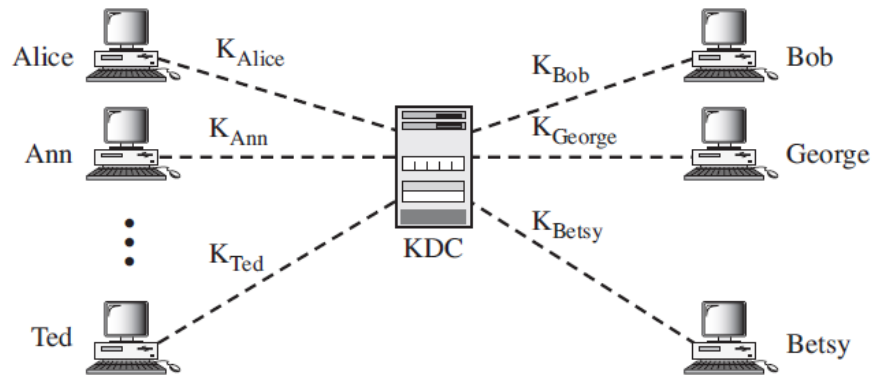 Alice
K_Alice
K_Bob
Bob
Ann
K_Ann
K_George
George
KDC
K_Ted
K_Betsy
Ted
Betsy